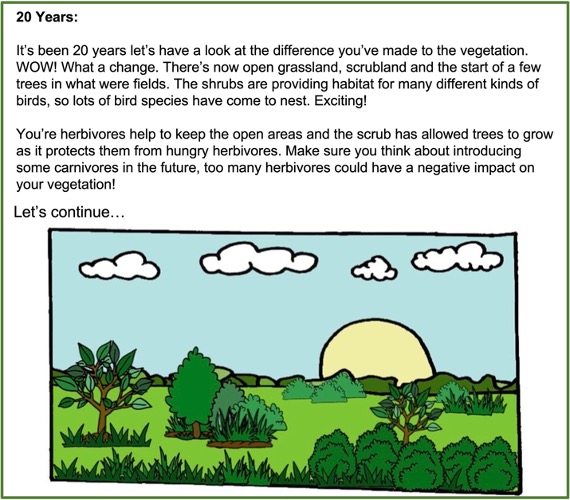 20 Years:
It's been 20 years let's have a look at the difference you've made to the vegetation.
WOW! What a change. There's now open grassland, scrubland and the start of a few
trees in what were fields. The shrubs are providing habitat for many different kinds of
birds, so lots of bird species have come to nest. Exciting!
You're herbivores help to keep the open areas and the scrub has allowed trees to grow
as it protects them from hungry herbivores. Make sure you think about introducing
some carnivores in the future, too many herbivores could have a negative impact on
your vegetation!
Let's continue…